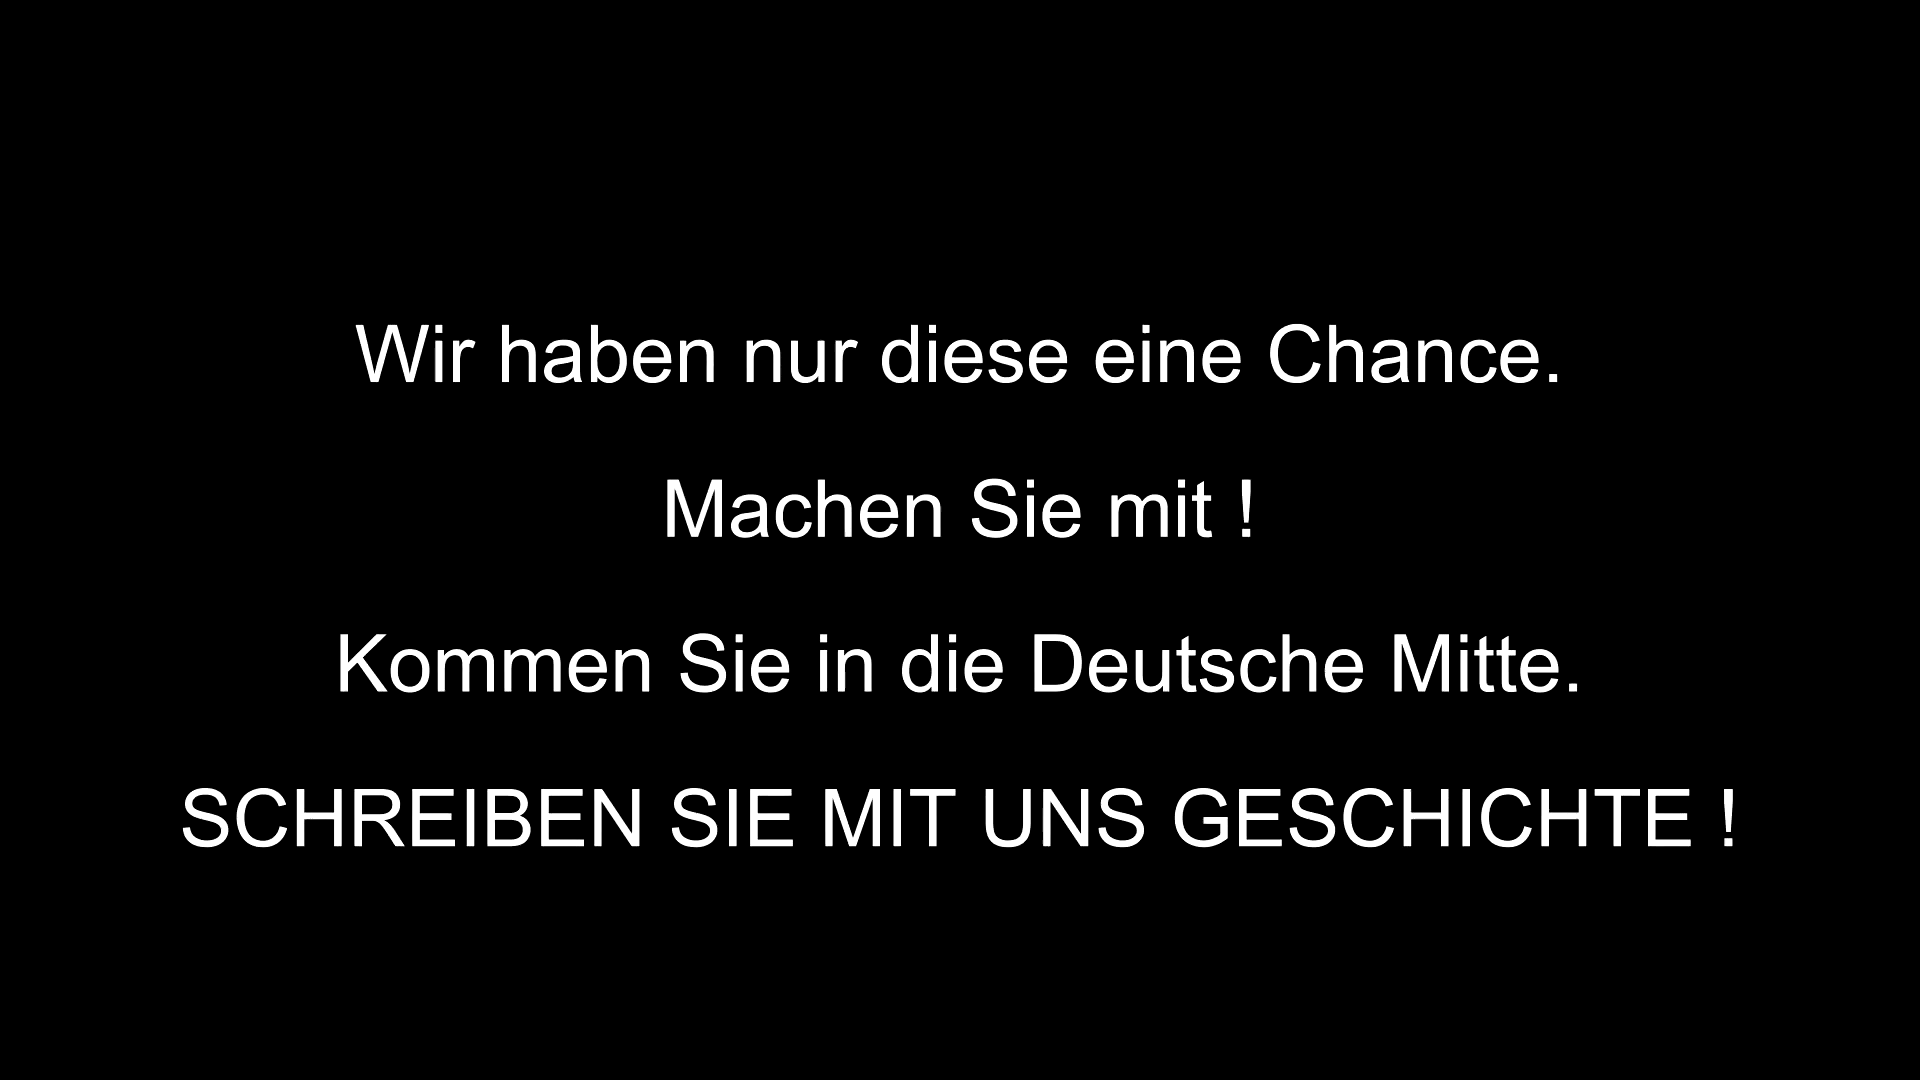 Wir haben nur diese eine Chance.
Machen Sie mit !
Kommen Sie in die Deutsche Mitte.
SCHREIBEN SIE MIT UNS GESCHICHTE !